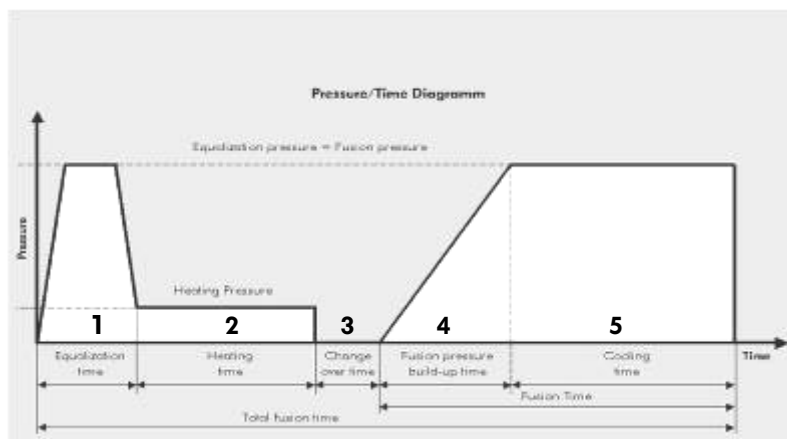 Pressure/Time Diagramm
Equalization pressure = Fusion pressure
Pressure
Heating Pressure
1 2 3 4 5
Equalization time
Heating time
Change over time
Fusion pressure build-up time
Cooling time
Time
Fusion Time
Total fusion time